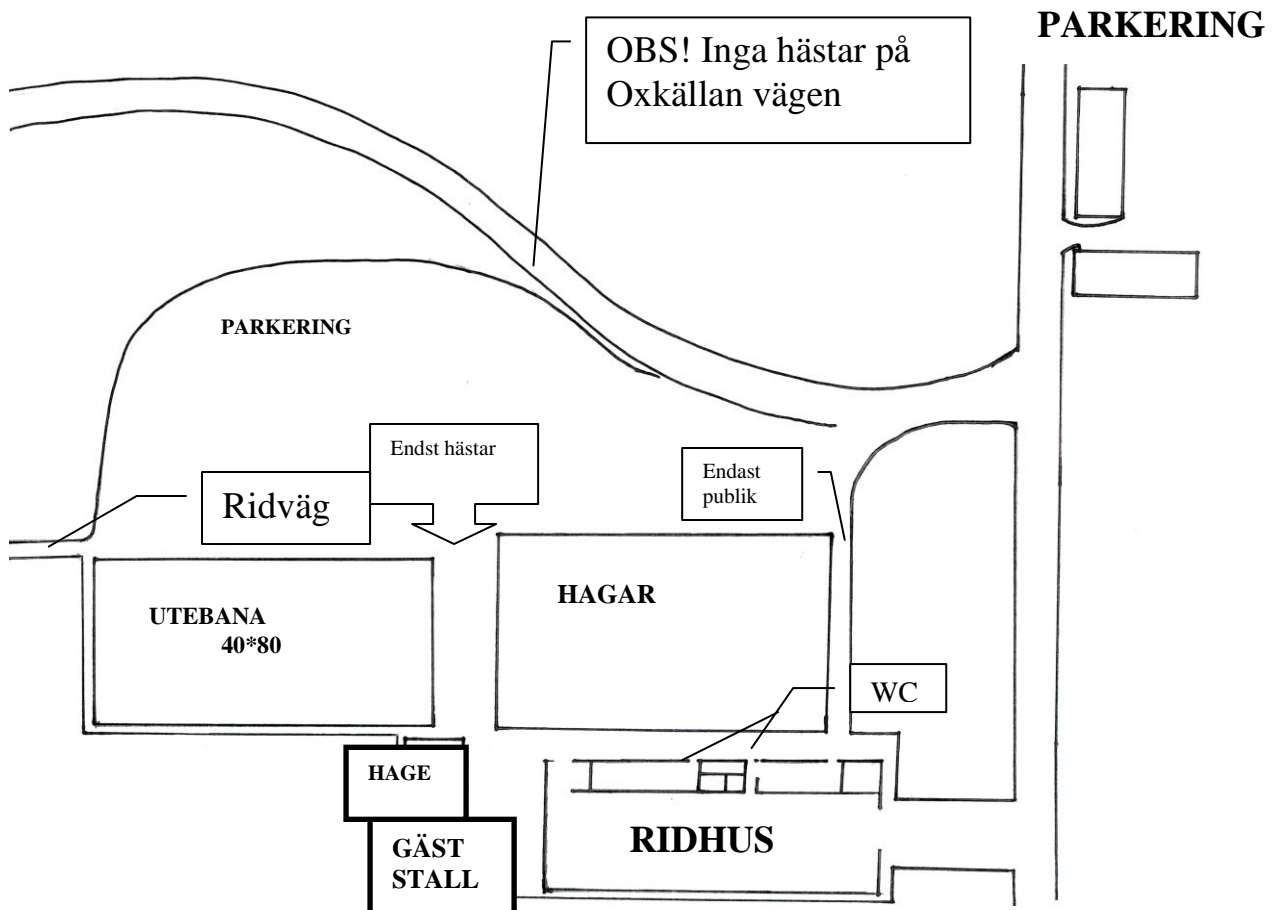 PARKERING
OBS! Inga hästar på
Oxkällan vägen
PARKERING
Endst hästar
Ridväg
Endast
publik
HAGAR
UTEBANA
40*80
WC
HAGE
RIDHUS
GÄST
STALL